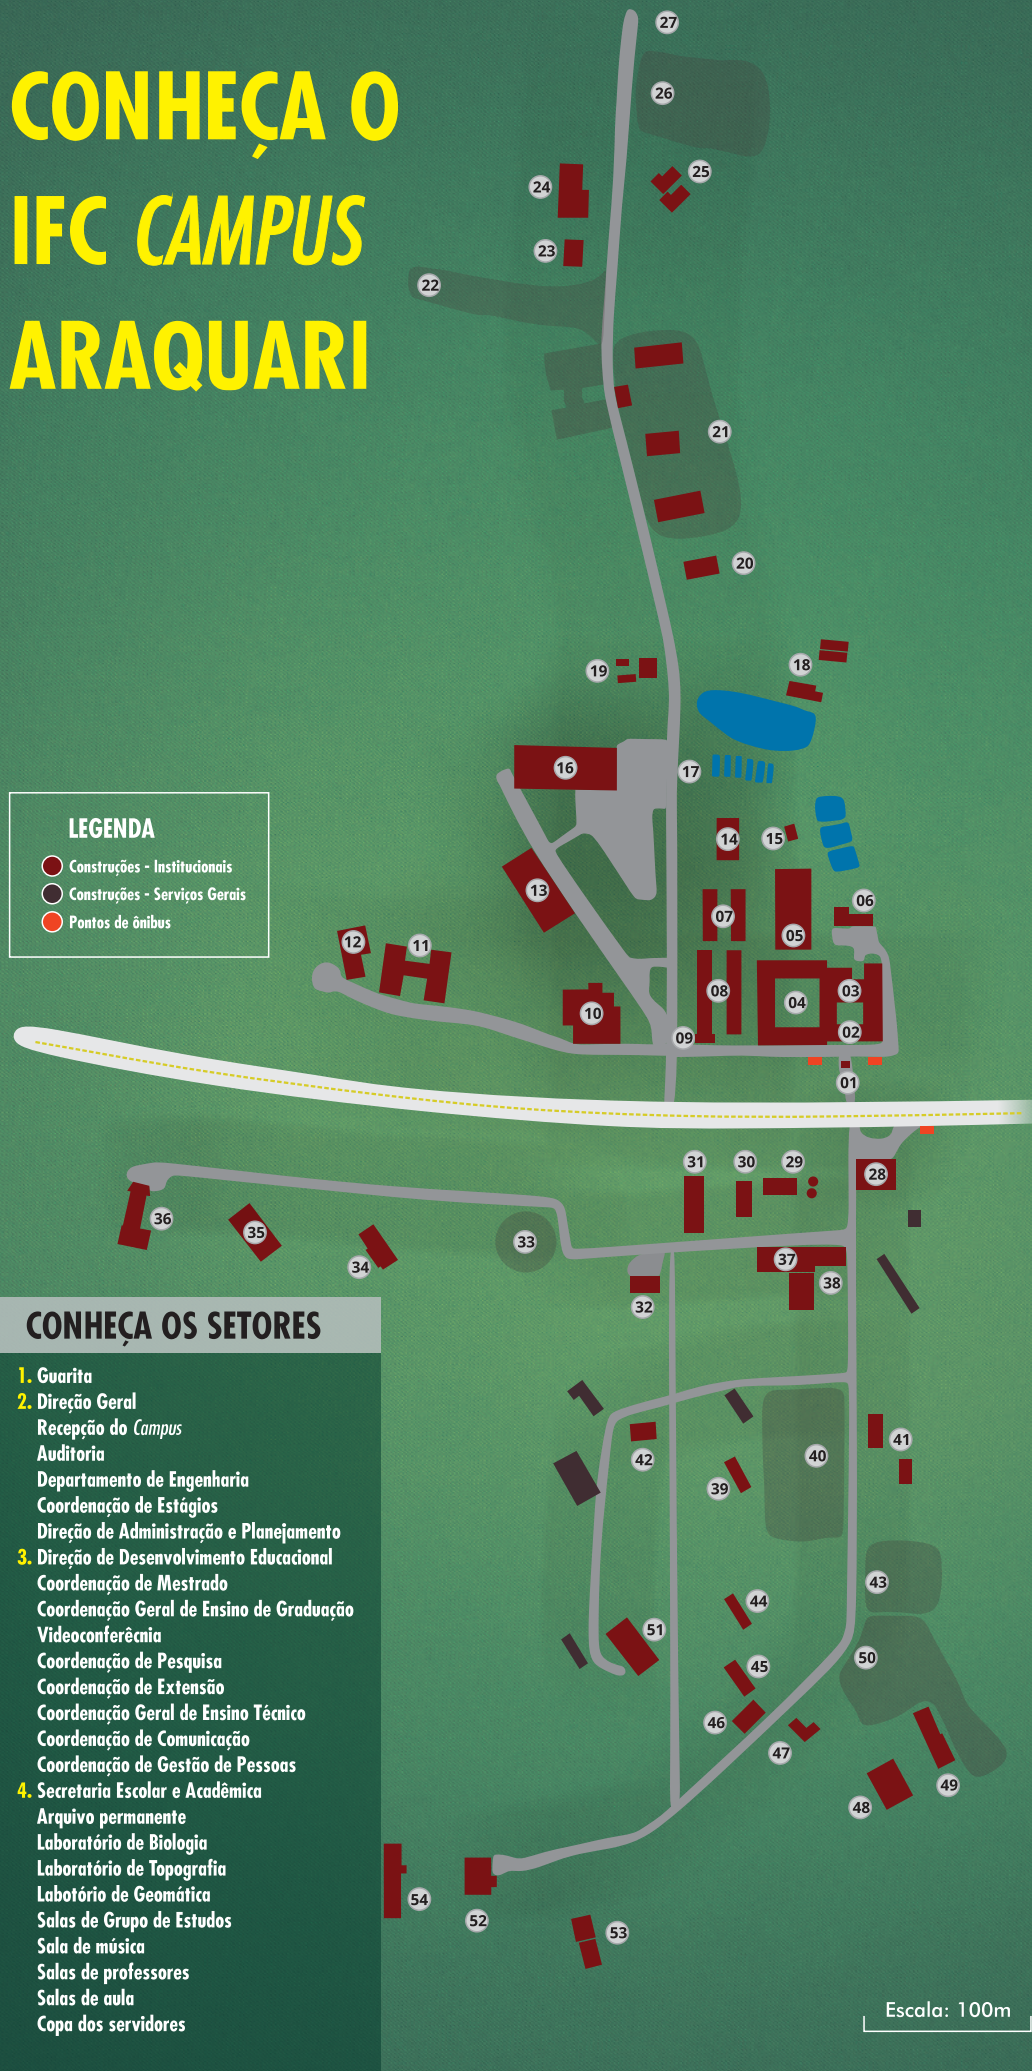 CONHEÇA O
IFC CAMPUS
ARAQUARI
27
26
25
24
23
22
21
20
19
18
17
16
LEGENDA
Construções - Institucionais
Construções - Serviços Gerais
Pontos de ônibus
14
15
13
07
06
05
12
11
08
04
03
10
09
02
01
31
30
29
28
36
35
34
33
37
38
32
CONHEÇA OS SETORES
1. Guarita
2. Direção Geral
Recepção do Campus
Auditoria
Departamento de Engenharia
Coordenação de Estágios
Direção de Administração e Planejamento
3. Direção de Desenvolvimento Educacional
Coordenação de Mestrado
Coordenação Geral de Ensino de Graduação
Videoconferêcnia
Coordenação de Pesquisa
Coordenação de Extensão
Coordenação Geral de Ensino Técnico
Coordenação de Comunicação
Coordenação de Gestão de Pessoas
4. Secretaria Escolar e Acadêmica
Arquivo permanente
Laboratório de Biologia
Laboratório de Topografia
Labotório de Geomática
Salas de Grupo de Estudos
Sala de música
Salas de professores
Salas de aula
Copa dos servidores
42
39
40
41
43
44
51
45
50
46
47
48
49
54
52
53
Escala: 100m